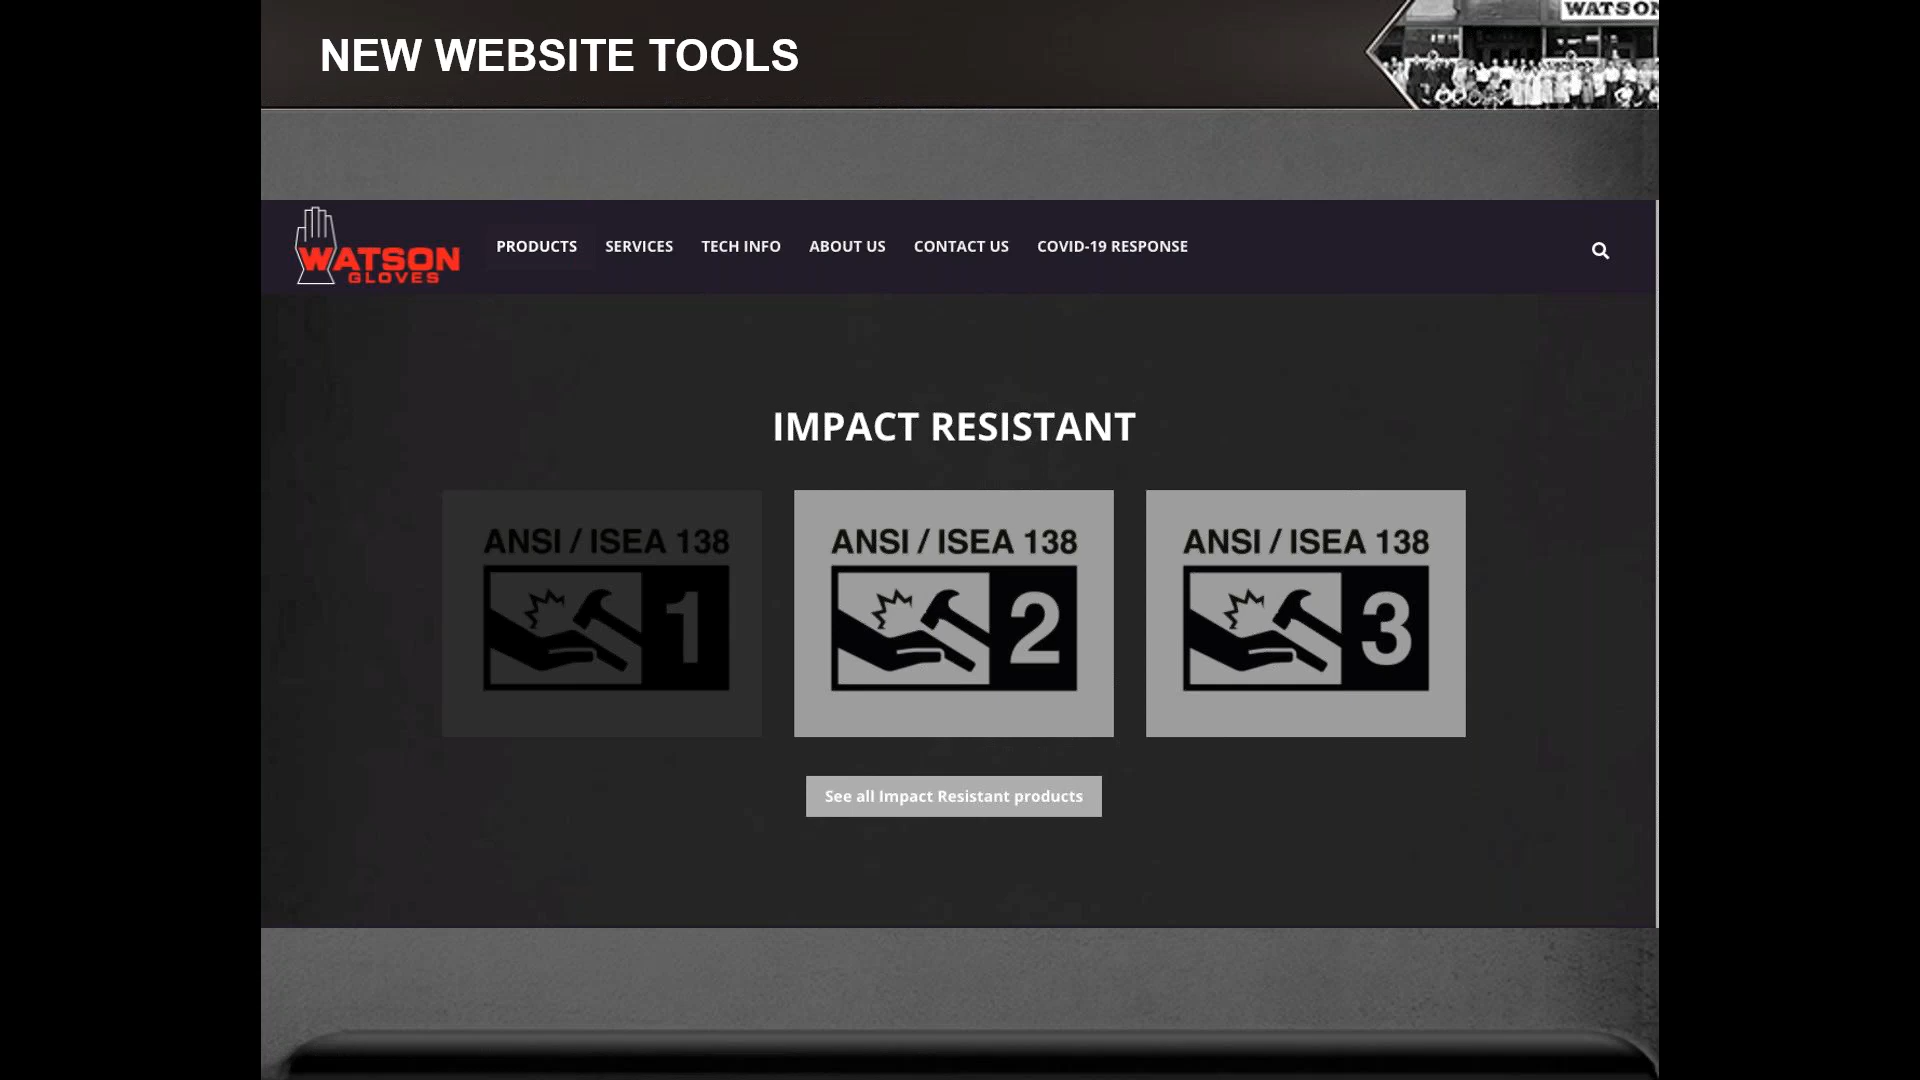 NEW WEBSITE TOOLS
WATSON
WATSON
GLOVES
PRODUCTS SERVICES TECH INFO ABOUT US CONTACT US COVID-19 RESPONSE
IMPACT RESISTANT
ANSI / ISEA 138 ANSI / ISEA 138 ANSI / ISEA 138
1 2 3
See all Impact Resistant products